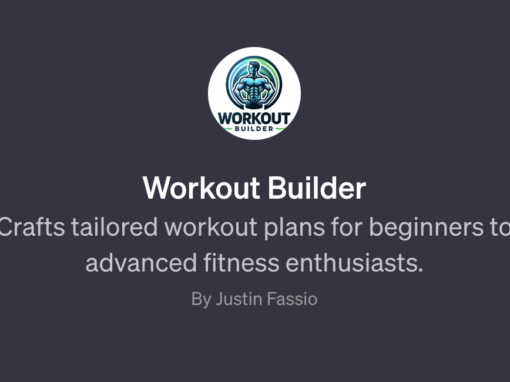 WORKOUT
BUILDER
Workout Builder
Crafts tailored workout plans for beginners to
advanced fitness enthusiasts.
By Justin Fassio